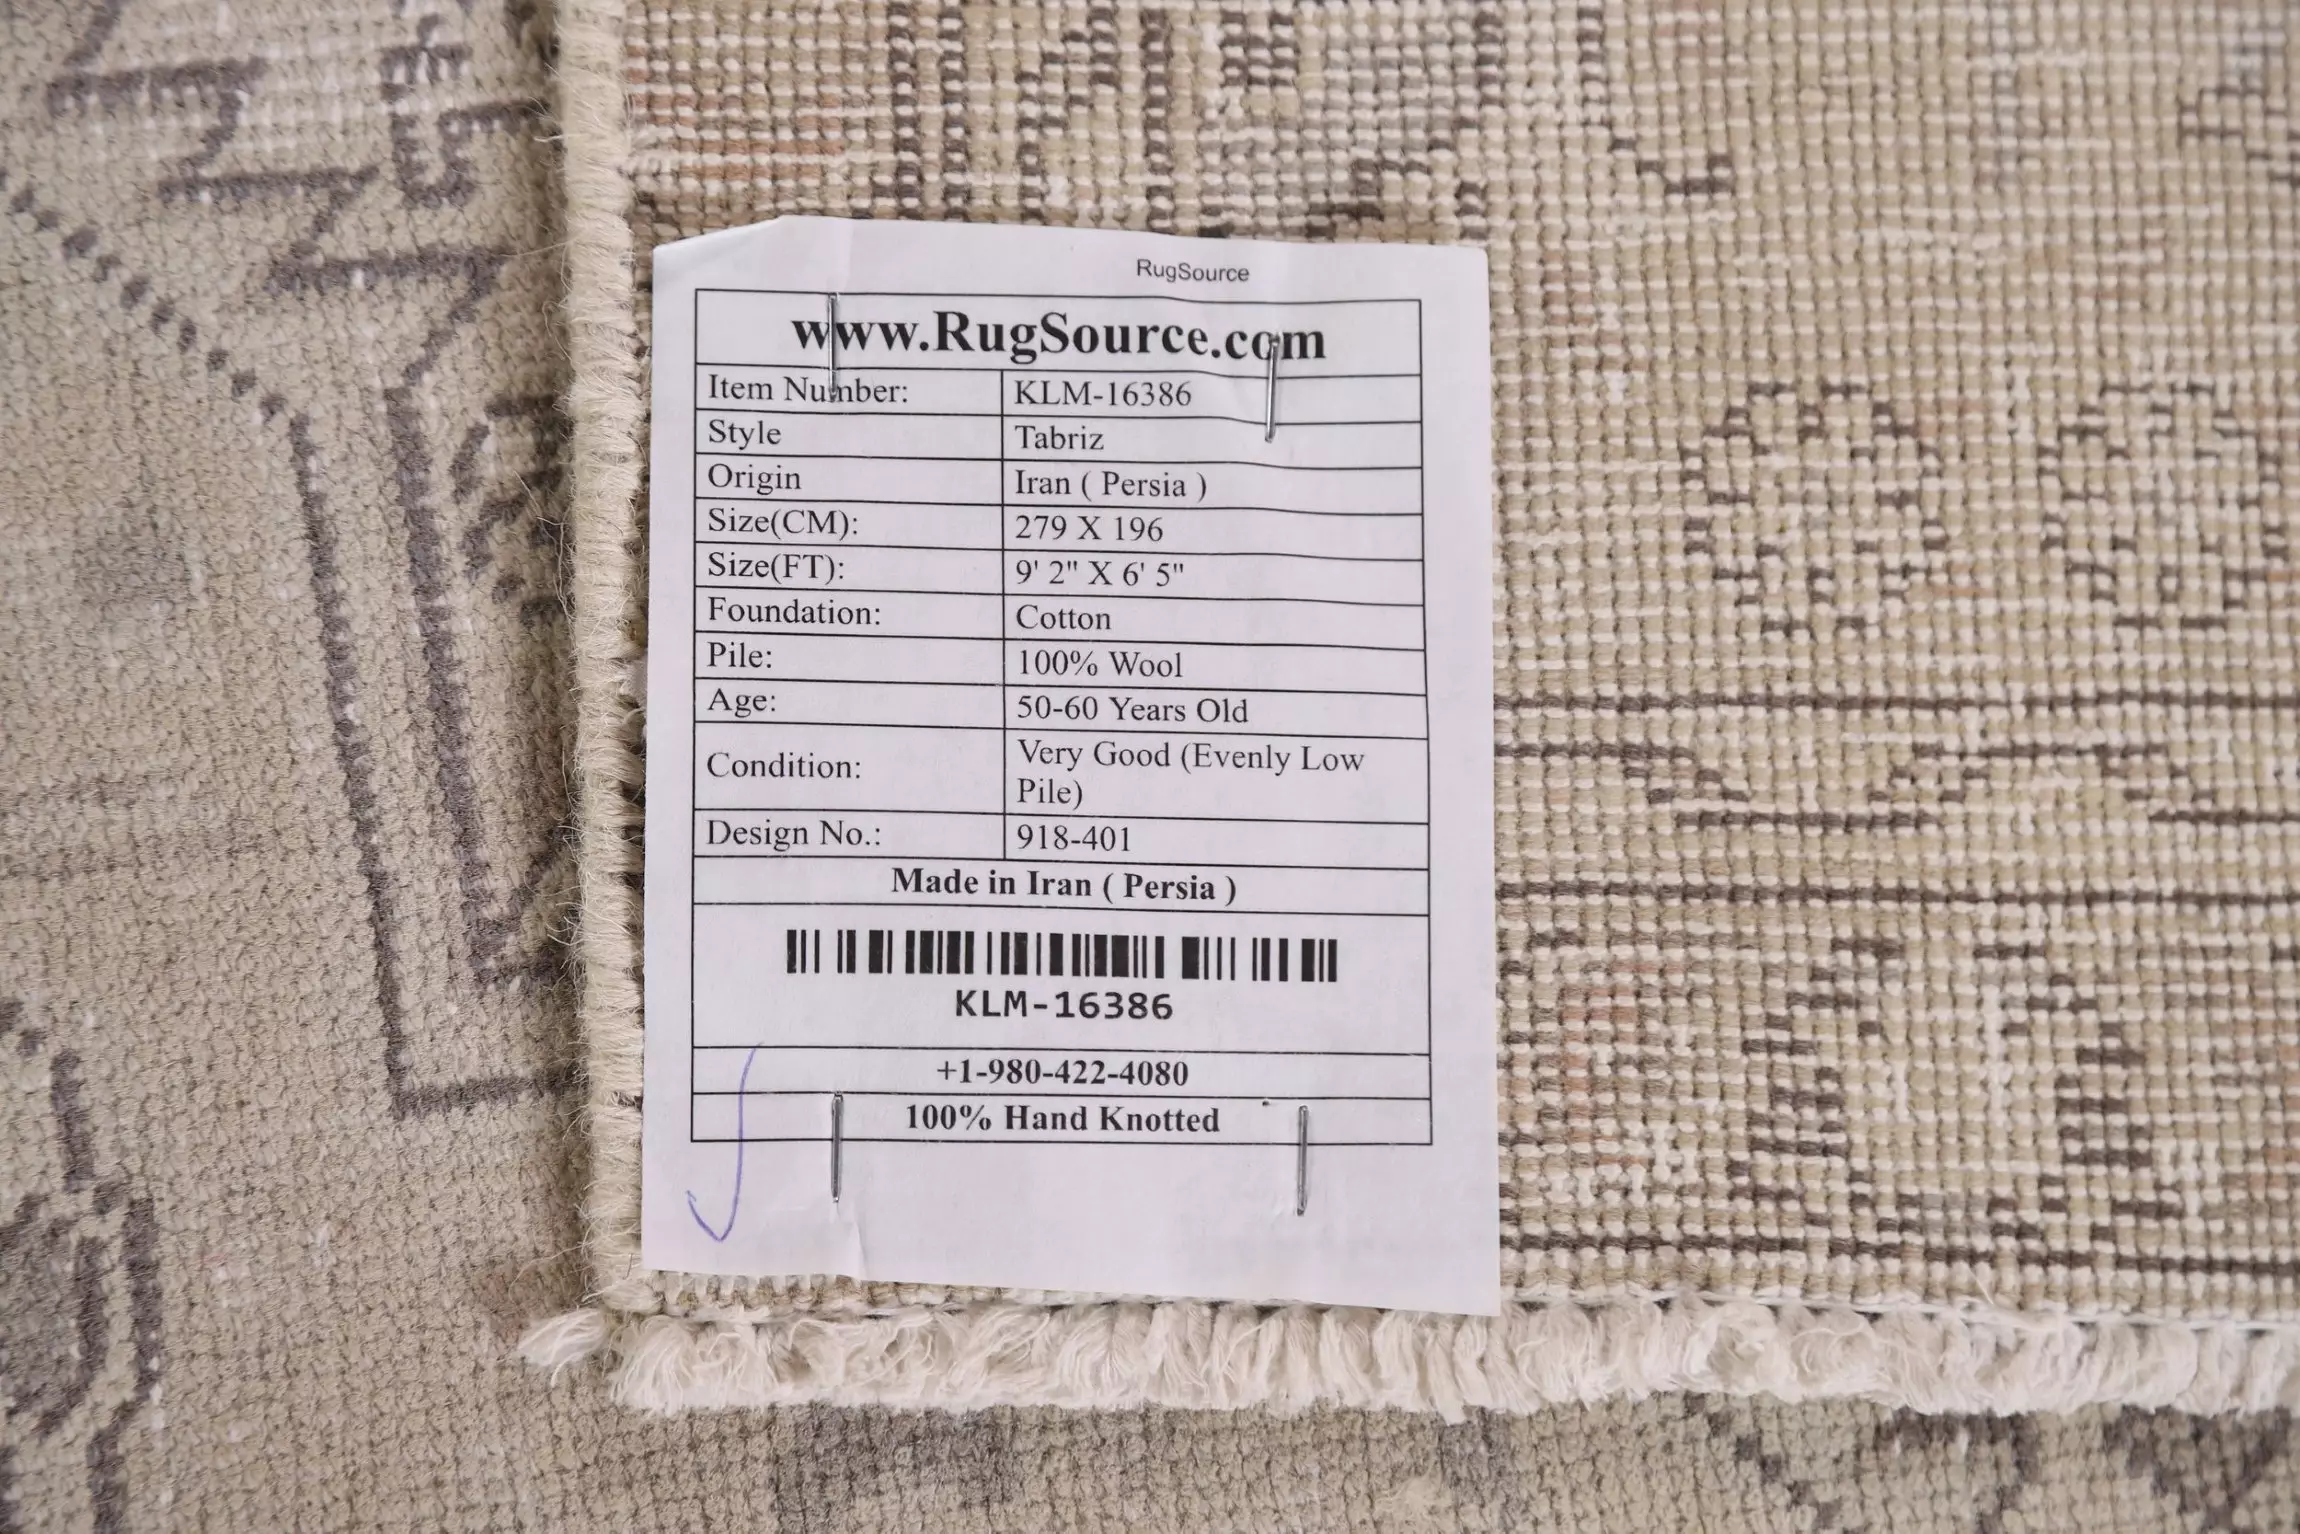 RugSource
www.RugSource.com
Item Number: KLM-16386
Style Tabriz
Origin Iran ( Persia )
Size(CM): 279 X 196
Size(FT): 9' 2" X 6' 5"
Foundation: Cotton
Pile: 100% Wool
Age: 50-60 Years Old
Condition: Very Good (Evenly Low
Pile)
Design No.: 918-401
Made in Iran ( Persia )
KLM-16386
+1-980-422-4080
100% Hand Knotted